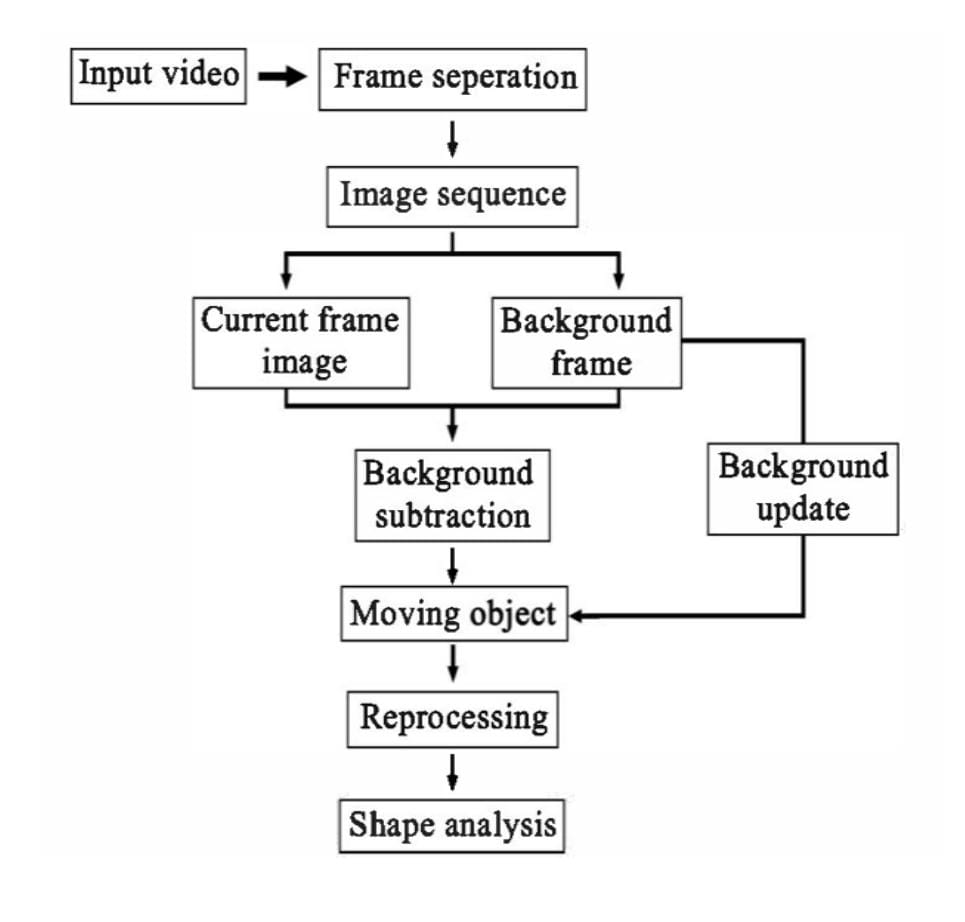 Input video
Frame seperation
Image sequence
Current frame
image
Background
frame
Background
subtraction
Background
update
Moving object
Reprocessing
Shape analysis